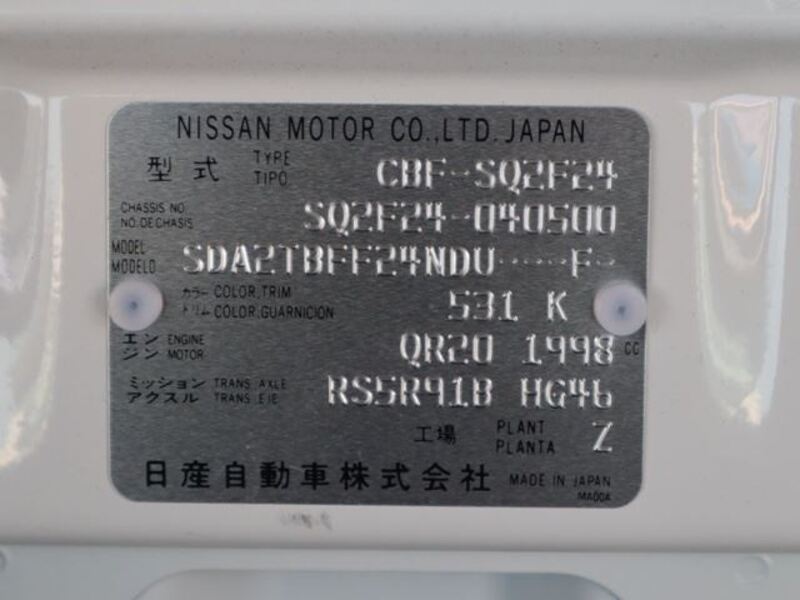 NISSAN MOTOR CO.,LTD. JAPAN
型式 TYPE TIPO CBF-SQ2F24
CHASSIS NO. NO. DE CHASIS SQ2F24-040500
MODEL MODELO SDA2TBFF24NDU----F-
カラー COLOR,TRIM トリム COLOR,GUARNICION 531 K
エンジン ENGINE MOTOR QR20 1998 CC
ミッション TRANS. AXLE アクスル TRANS. EJE RS5R91B HG46
工場 PLANT PLANTA Z
日産自動車株式会社 MADE IN JAPAN
MA00A